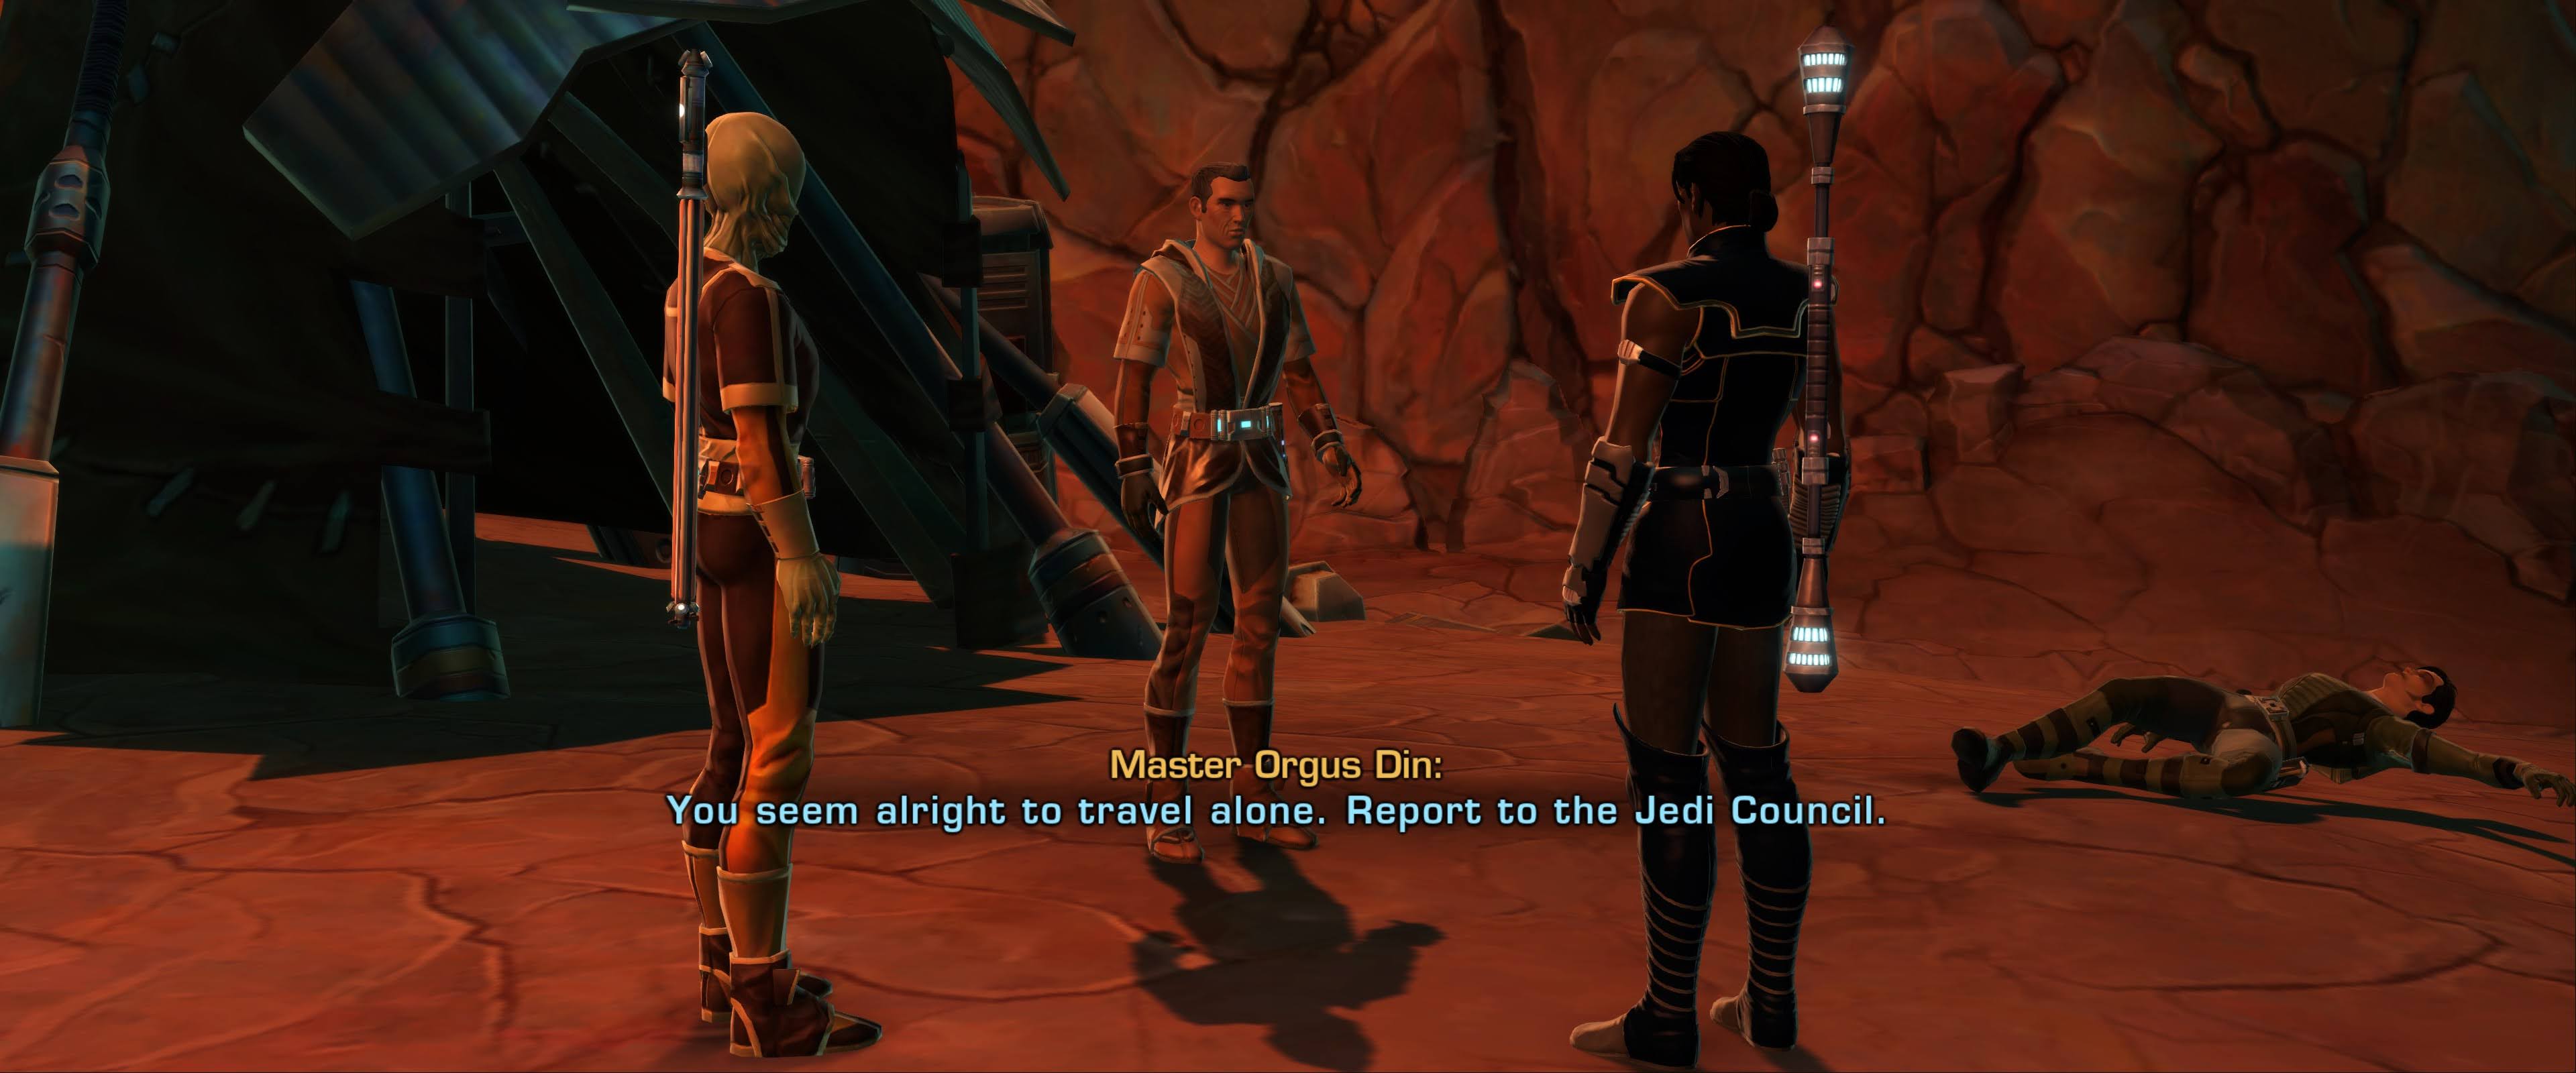 Master Orgus Din:
You seem alright to travel alone. Report to the Jedi Council.